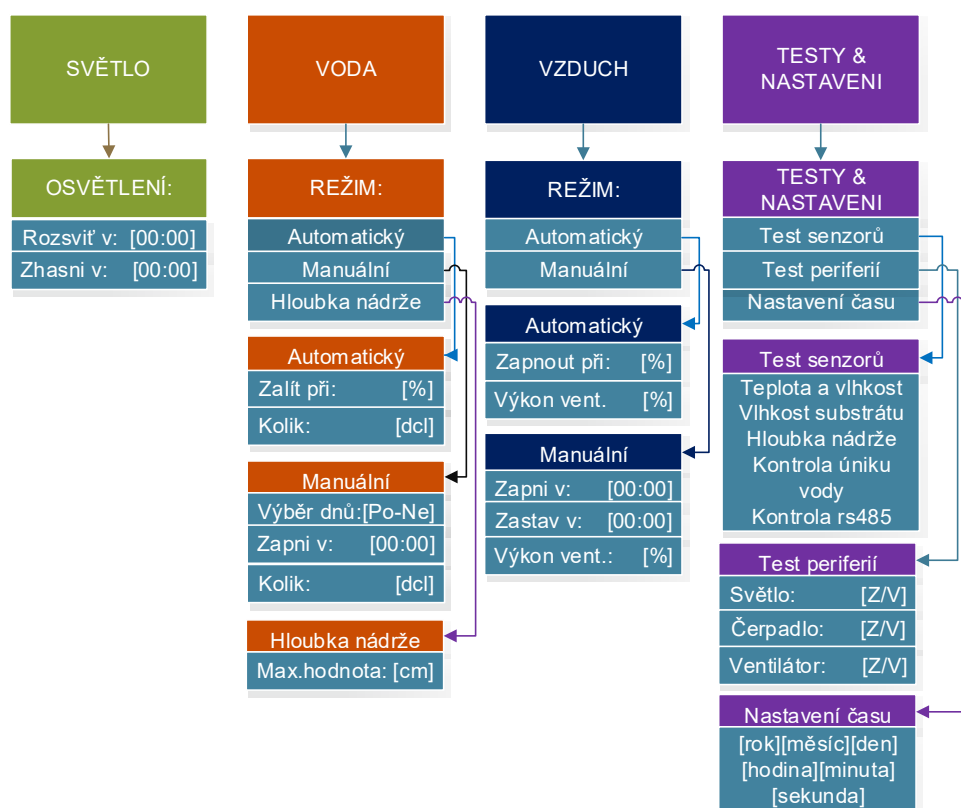 SVĚTLO
OSVĚTLENÍ:
Rozsviť v: [00:00]
Zhasni v: [00:00]
VODA
REŽIM:
Automatický
Manuální
Hloubka nádrže
Automatický
Zalít při: [%]
Kolik: [dcl]
Manuální
Výběr dnů:[Po-Ne]
Zapni v: [00:00]
Kolik: [dcl]
Hloubka nádrže
Max.hodnota: [cm]
VZDUCH
REŽIM:
Automatický
Manuální
Automatický
Zapnout při: [%]
Výkon vent. [%]
Manuální
Zapni v: [00:00]
Zastav v: [00:00]
Výkon vent.: [%]
TESTY &
NASTAVENI
TESTY &
NASTAVENI
Test senzorů
Test periferií
Nastavení času
Test senzorů
Teplota a vlhkost
Vlhkost substrátu
Hloubka nádrže
Kontrola úniku
vody
Kontrola rs485
Test periferií
Světlo: [Z/V]
Čerpadlo: [Z/V]
Ventilátor: [Z/V]
Nastavení času
[rok][měsíc][den]
[hodina][minuta]
[sekunda]